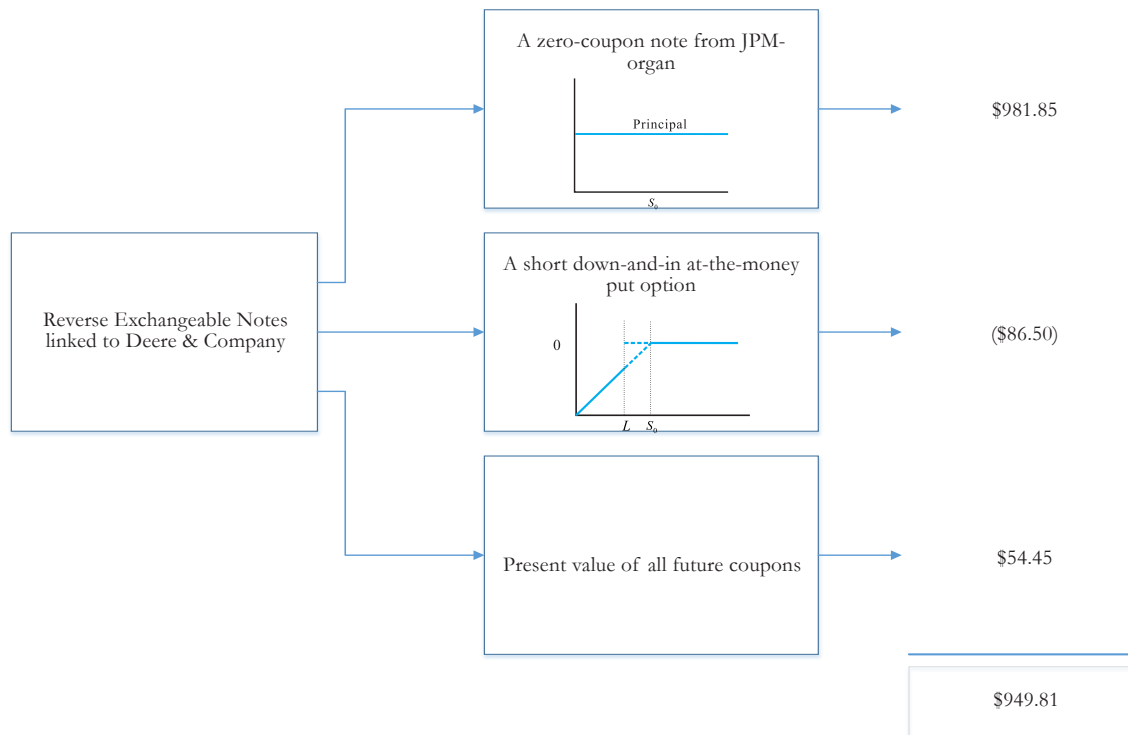 A zero-coupon note from JPM-
organ
Principal
S₀
$981.85
Reverse Exchangeable Notes
linked to Deere & Company
A short down-and-in at-the-money
put option
0
L S₀
($86.50)
Present value of all future coupons
$54.45
$949.81